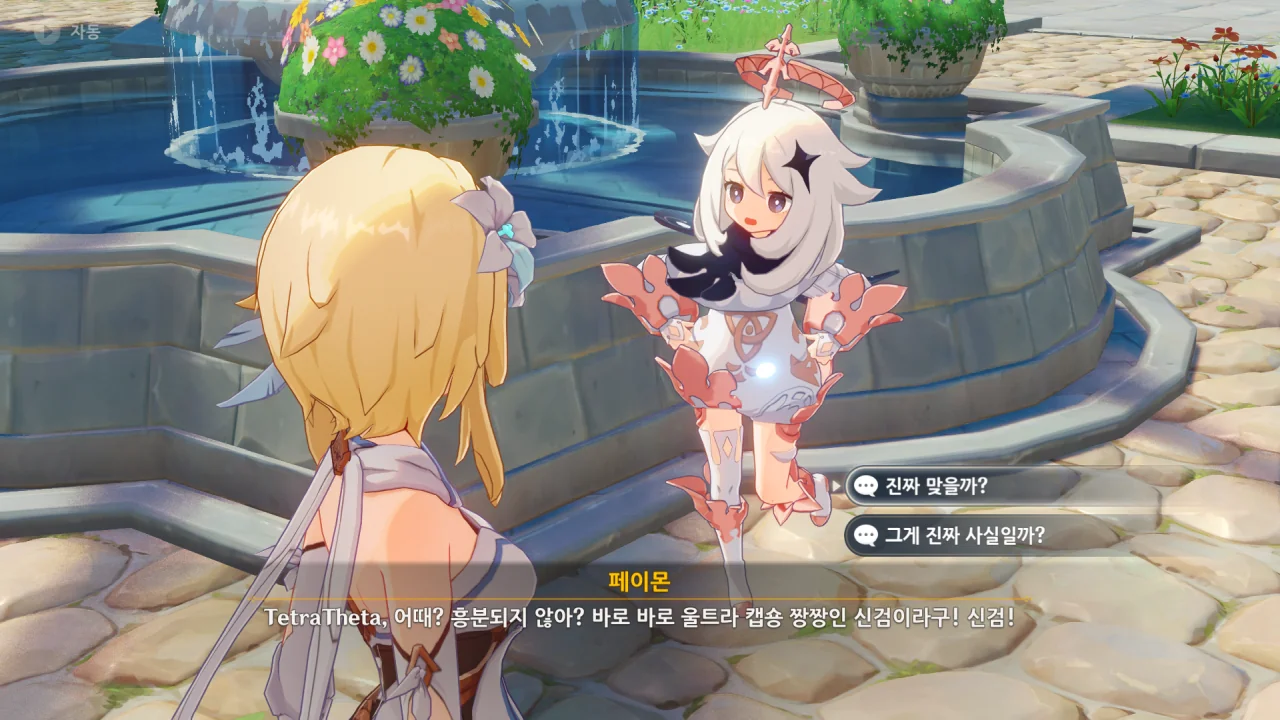 자동
진짜 맞을까?
그게 진짜 사실일까?
페이몬
TetraTheta, 어때? 흥분되지 않아? 바로 바로 울트라 캡숑 짱짱인 신검이라구! 신검!